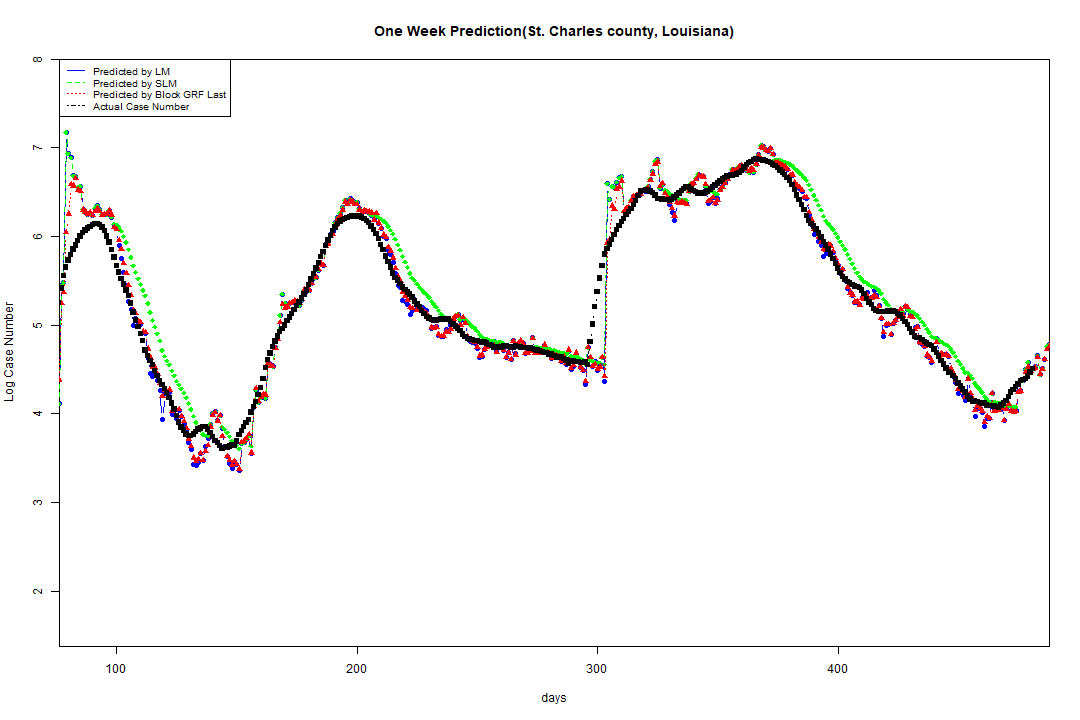 One Week Prediction(St. Charles county, Louisiana)
Predicted by LM
Predicted by SLM
Predicted by Block GRF Last
Actual Case Number
8
7
6
5
4
3
2
Log Case Number
100 200 300 400
days